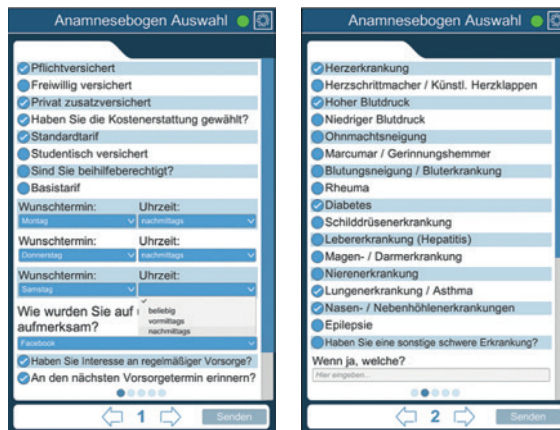 Anamnesebogen Auswahl
Pflichtversichert
Freiwillig versichert
Privat zusatzversichert
Haben Sie die Kostenerstattung gewählt?
Standardtarif
Studentisch versichert
Sind Sie beihilfeberechtigt?
Basistarif
Wunschtermin: Uhrzeit:
Montag nachmittags
Wunschtermin: Uhrzeit:
Donnerstag nachmittags
Wunschtermin: Uhrzeit:
Samstag
beliebig
vormittags
nachmittags
Wie wurden Sie auf
aufmerksam?
Facebook
Haben Sie Interesse an regelmäßiger Vorsorge?
An den nächsten Vorsorgetermin erinnern?
1 Senden
Anamnesebogen Auswahl
Herzerkrankung
Herzschrittmacher / Künstl. Herzklappen
Hoher Blutdruck
Niedriger Blutdruck
Ohnmachtsneigung
Marcumar / Gerinnungshemmer
Blutungsneigung / Bluterkrankung
Rheuma
Diabetes
Schilddrüsenerkrankung
Lebererkrankung (Hepatitis)
Magen- / Darmerkrankung
Nierenerkrankung
Lungenerkrankung / Asthma
Nasen- / Nebenhöhlenerkrankungen
Epilepsie
Haben Sie eine sonstige schwere Erkrankung?
Wenn ja, welche?
Hier eingeben...
2 Senden